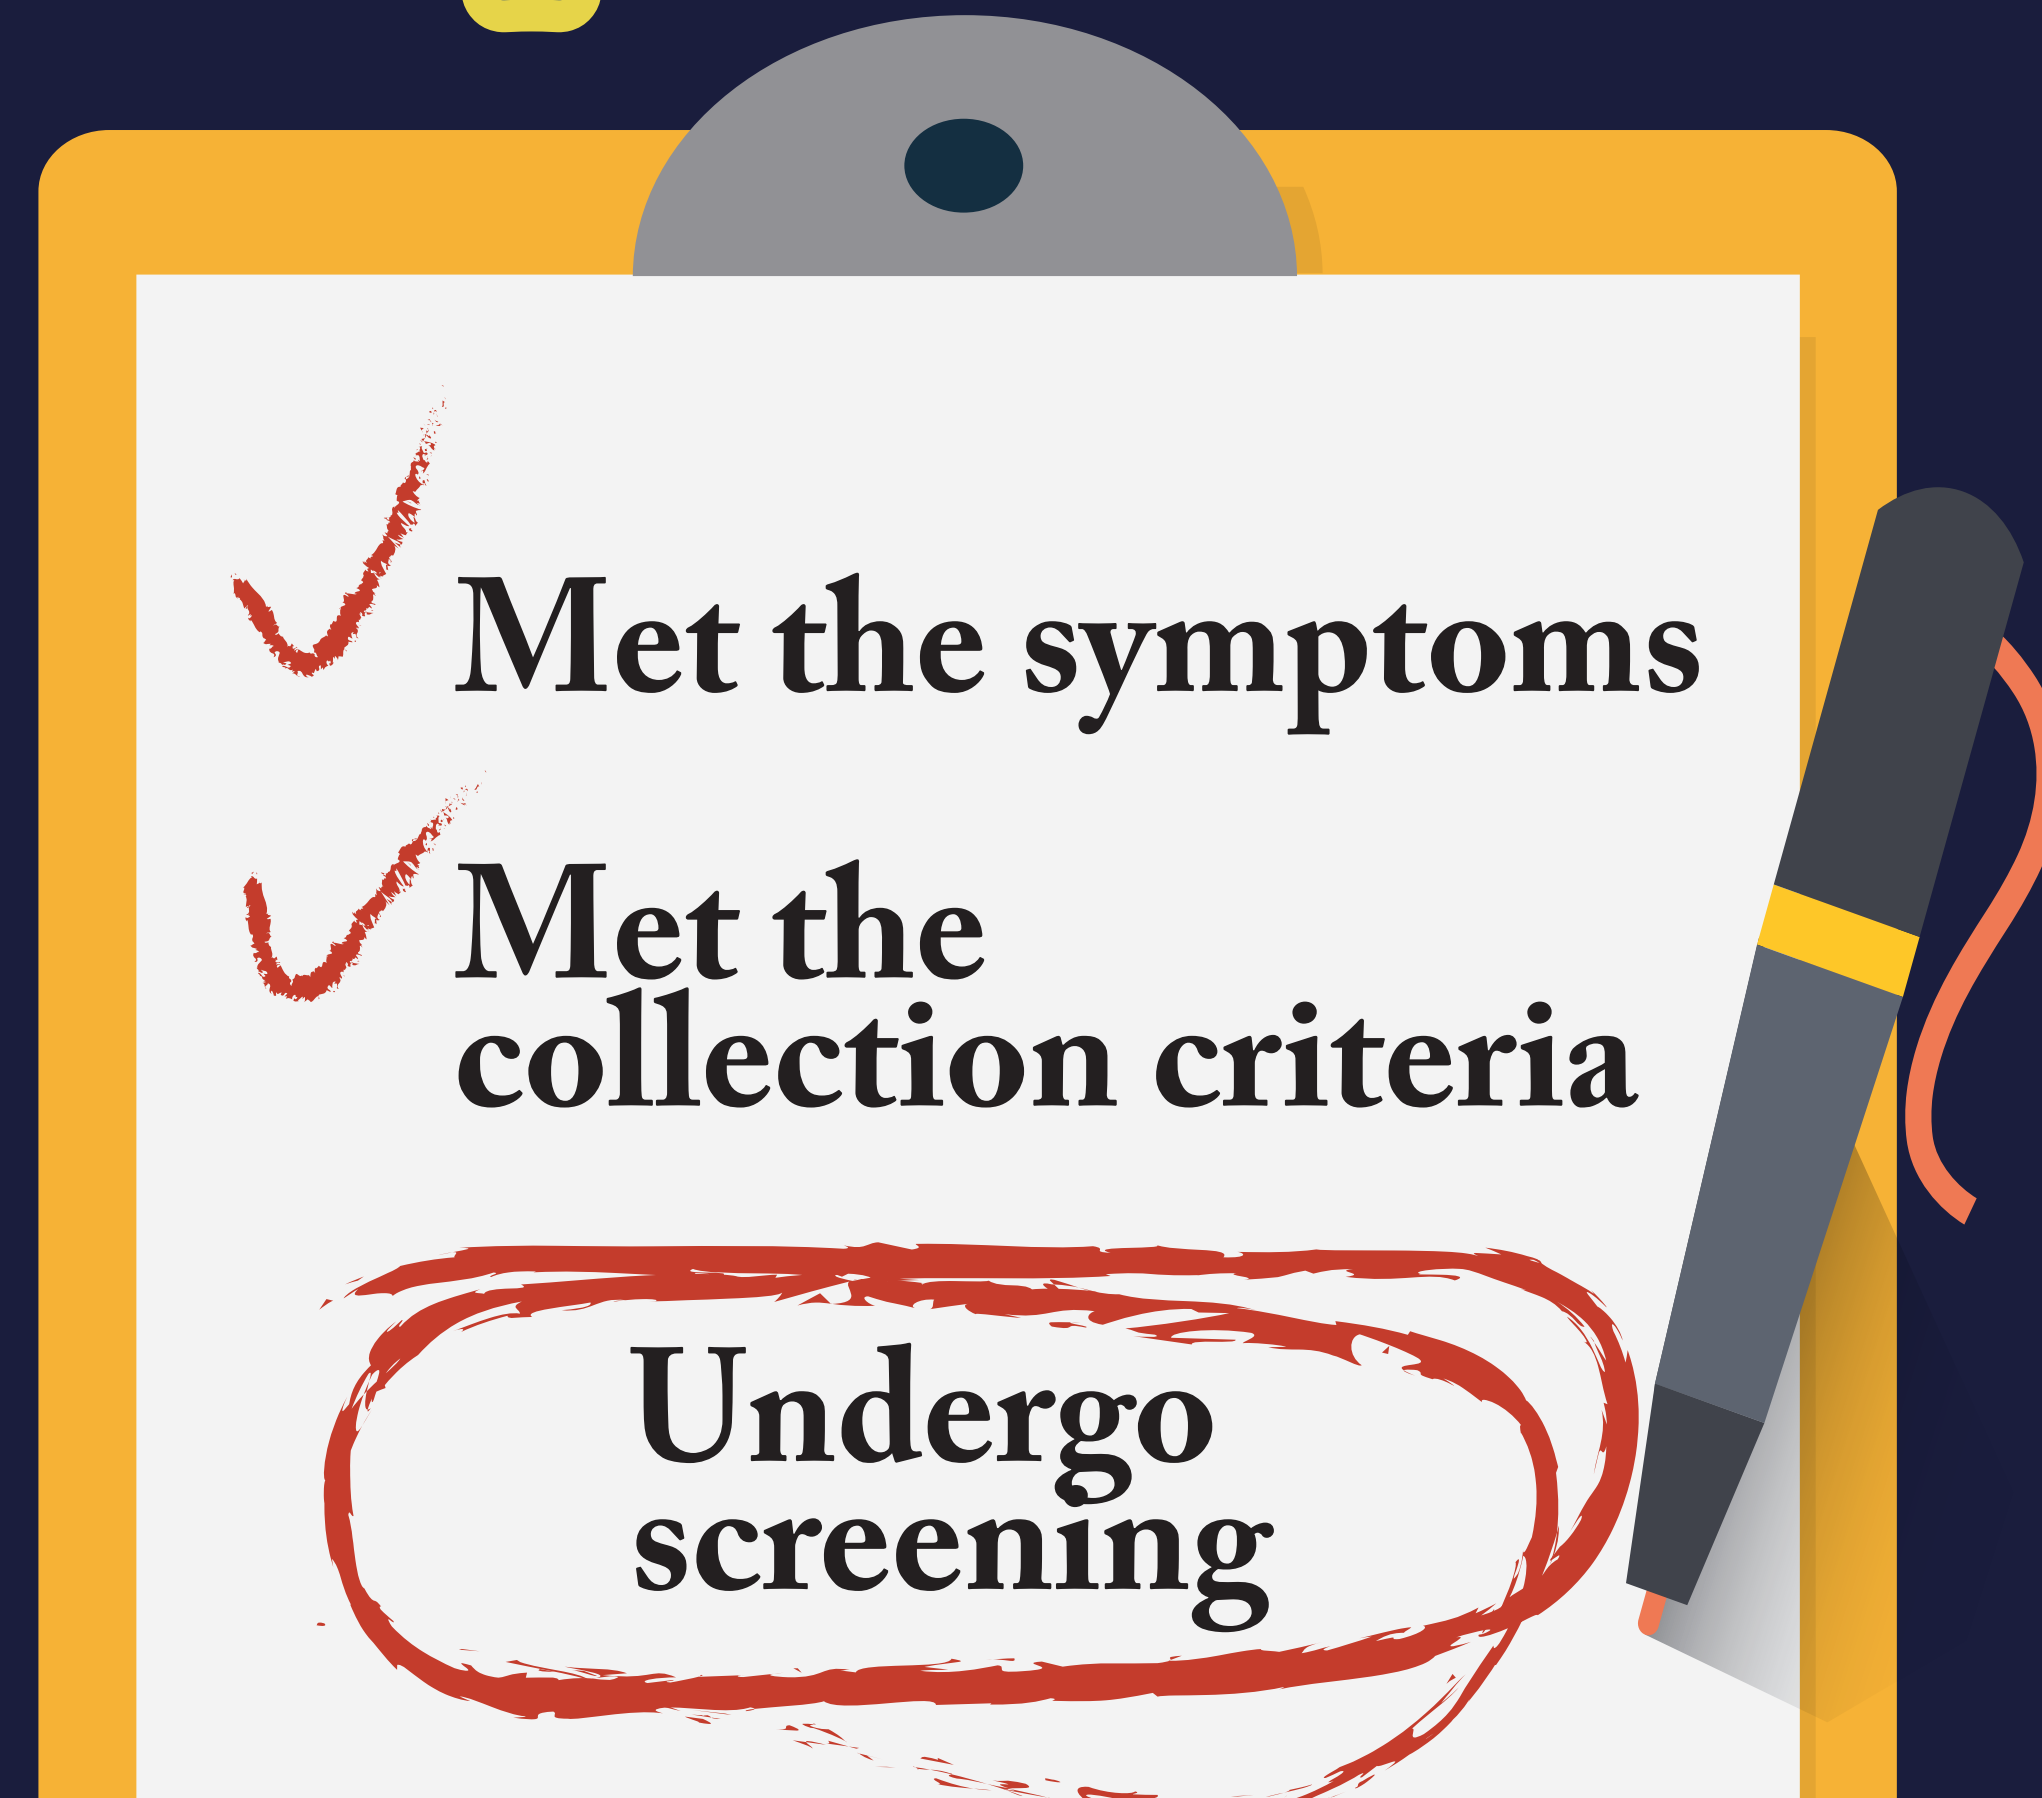 Met the symptoms
Met the
collection criteria
Undergo
screening